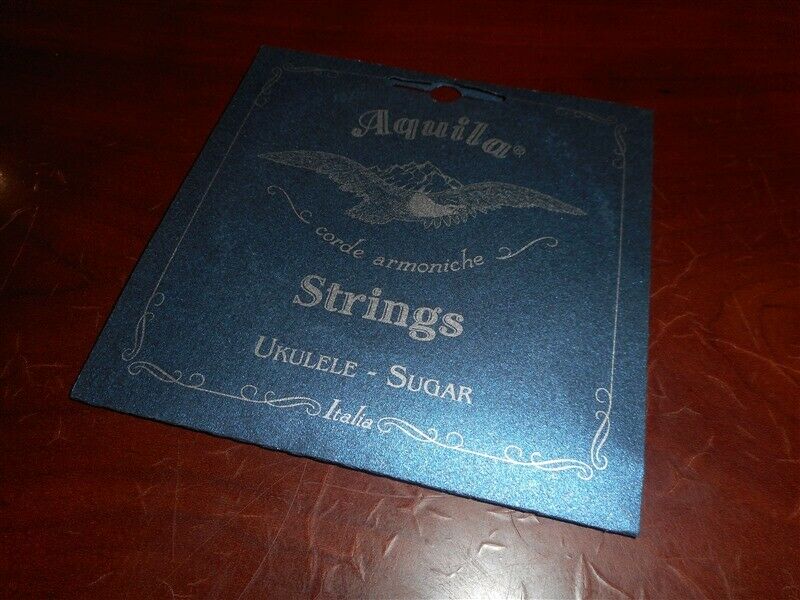 Aquila®
corde armoniche
Strings
UKULELE - SUGAR
Italia